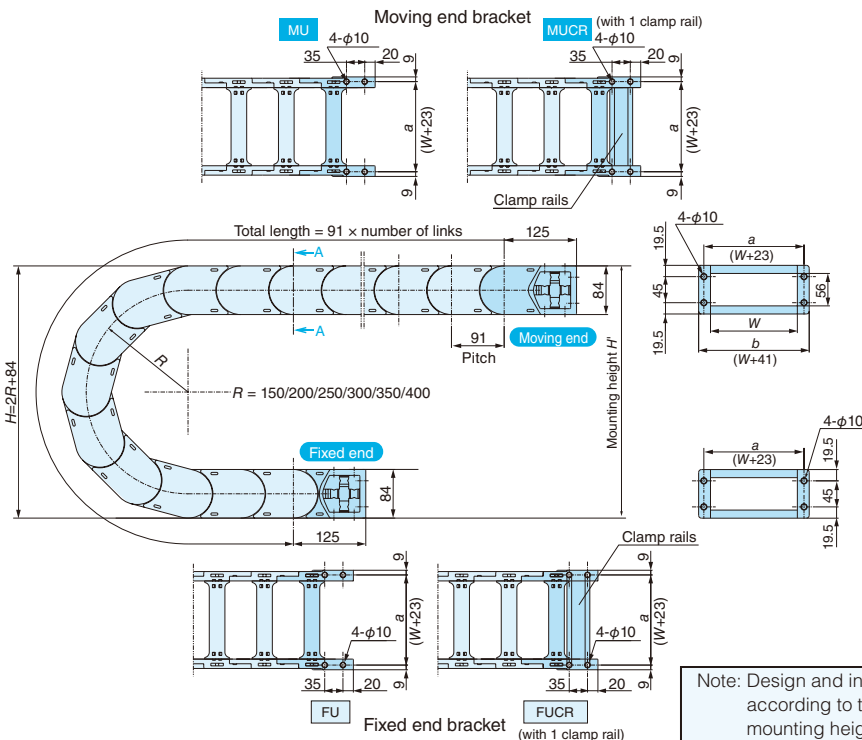 Moving end bracket
MU
4-φ10
35
20
9
a
(W+23)
9
MUCR
(with 1 clamp rail)
4-φ10
35
20
9
a
(W+23)
9
Clamp rails
Total length = 91 × number of links
125
A
A
84
91
Pitch
Moving end
R
R = 150/200/250/300/350/400
H=2R+84
Mounting height H'
Fixed end
84
125
4-φ10
a
(W+23)
19.5
45
19.5
56
W
b
(W+41)
4-φ10
a
(W+23)
19.5
45
19.5
Clamp rails
9
a
(W+23)
9
4-φ10
35
20
FU
9
a
(W+23)
9
4-φ10
35
20
FUCR
Fixed end bracket
(with 1 clamp rail)
Note: Design and in
according to t
mounting heig